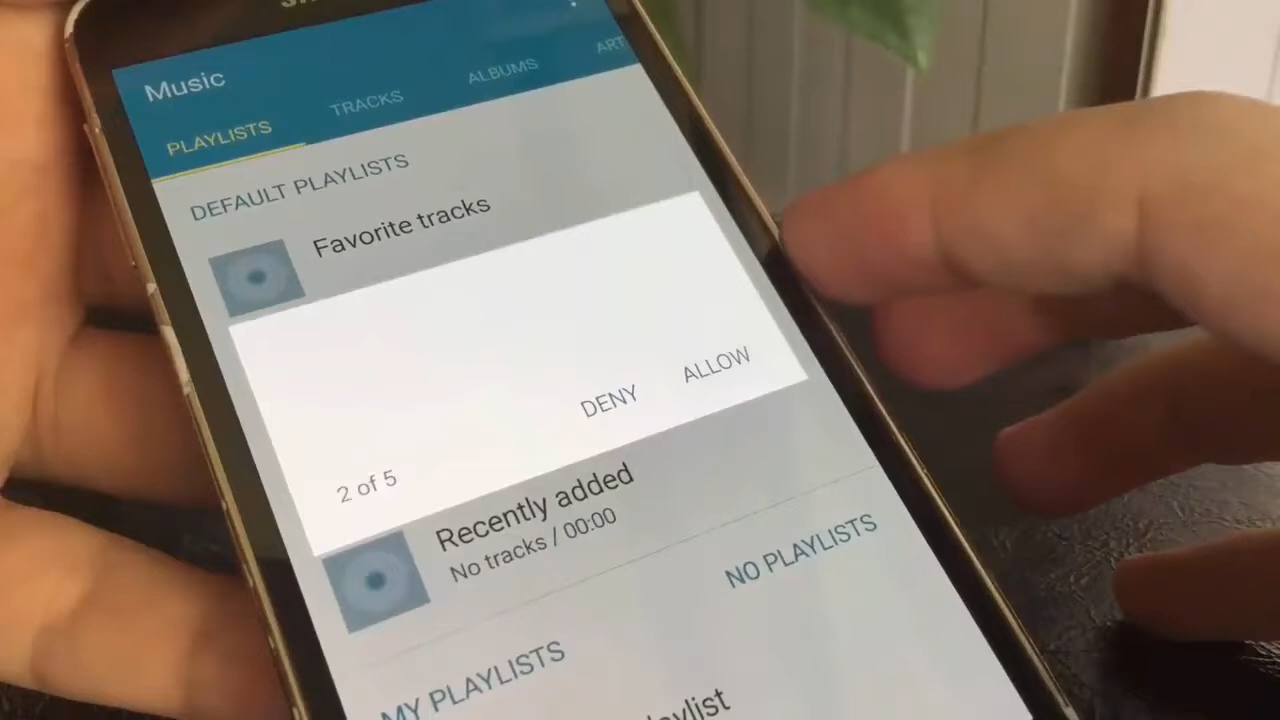 Music
PLAYLISTS TRACKS ALBUMS ART
DEFAULT PLAYLISTS
Favorite tracks
DENY ALLOW
2 of 5
Recently added
No tracks / 00:00
NO PLAYLISTS
MY PLAYLISTS